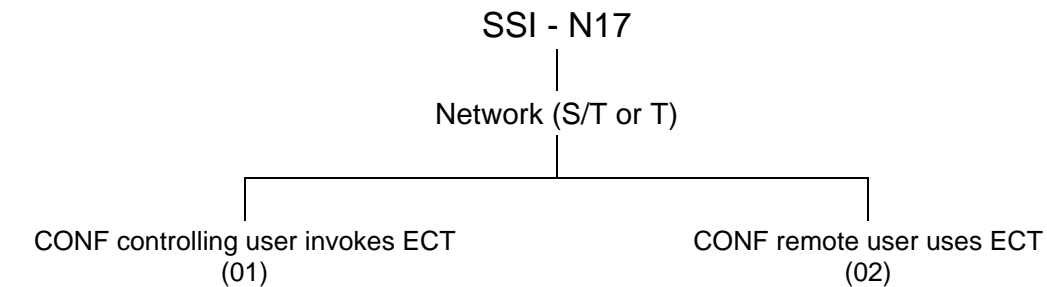 SSI - N17
Network (S/T or T)
CONF controlling user invokes ECT
(01)
CONF remote user uses ECT
(02)